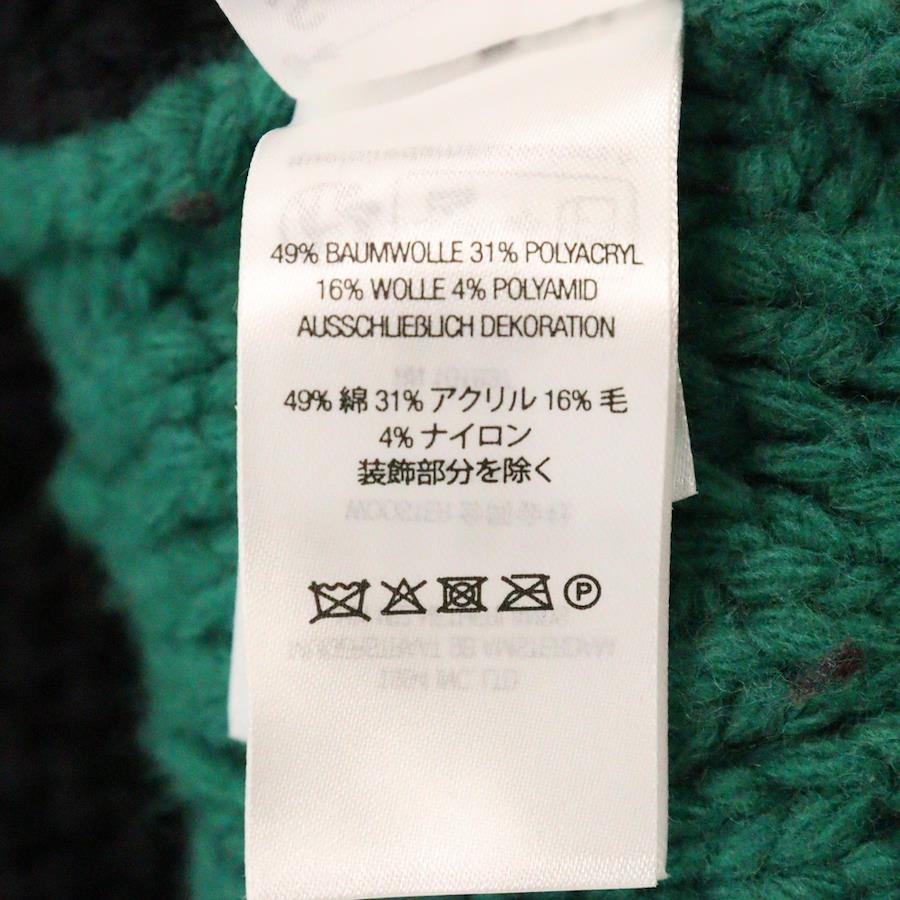 49% BAUMWOLLE 31% POLYACRYL
16% WOLLE 4% POLYAMID
AUSSCHLIEßLICH DEKORATION
49% 綿 31% アクリル 16% 毛
4% ナイロン
装飾部分を除く
P